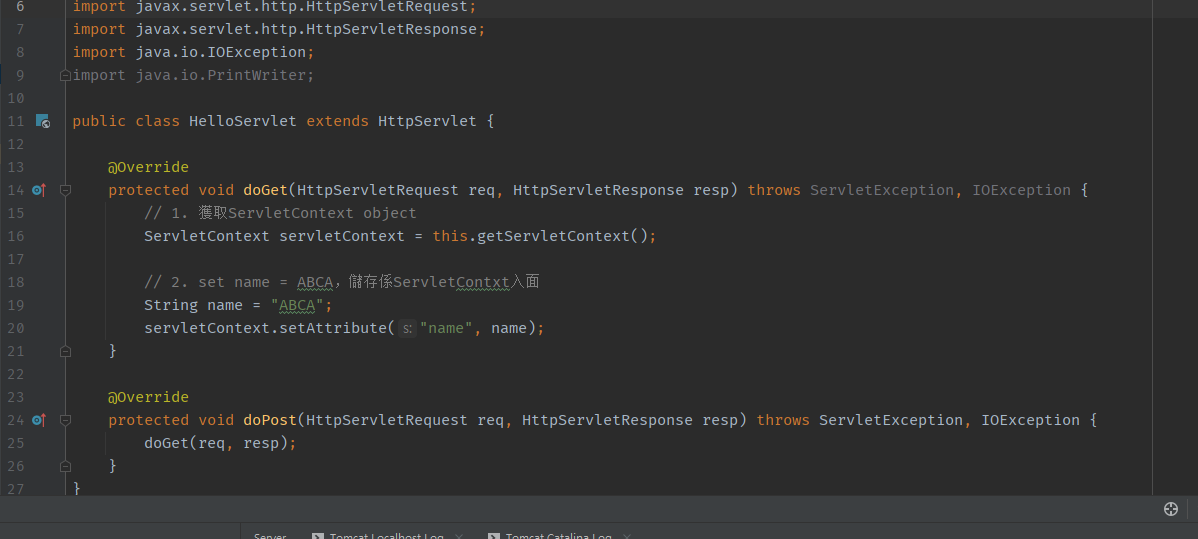 6 import javax.servlet.http.HttpServletRequest;
7 import javax.servlet.http.HttpServletResponse;
8 import java.io.IOException;
9 import java.io.PrintWriter;
10
11 public class HelloServlet extends HttpServlet {
12
13 @Override
14 protected void doGet(HttpServletRequest req, HttpServletResponse resp) throws ServletException, IOException {
15 // 1. 獲取ServletContext object
16 ServletContext servletContext = this.getServletContext();
17
18 // 2. set name = ABCA，儲存係ServletContxt入面
19 String name = "ABCA";
20 servletContext.setAttribute( s: "name", name);
21 }
22
23 @Override
24 protected void doPost(HttpServletRequest req, HttpServletResponse resp) throws ServletException, IOException {
25 doGet(req, resp);
26 }
27 }
Server Tomcat Localhost Log × Tomcat Catalina Log ×